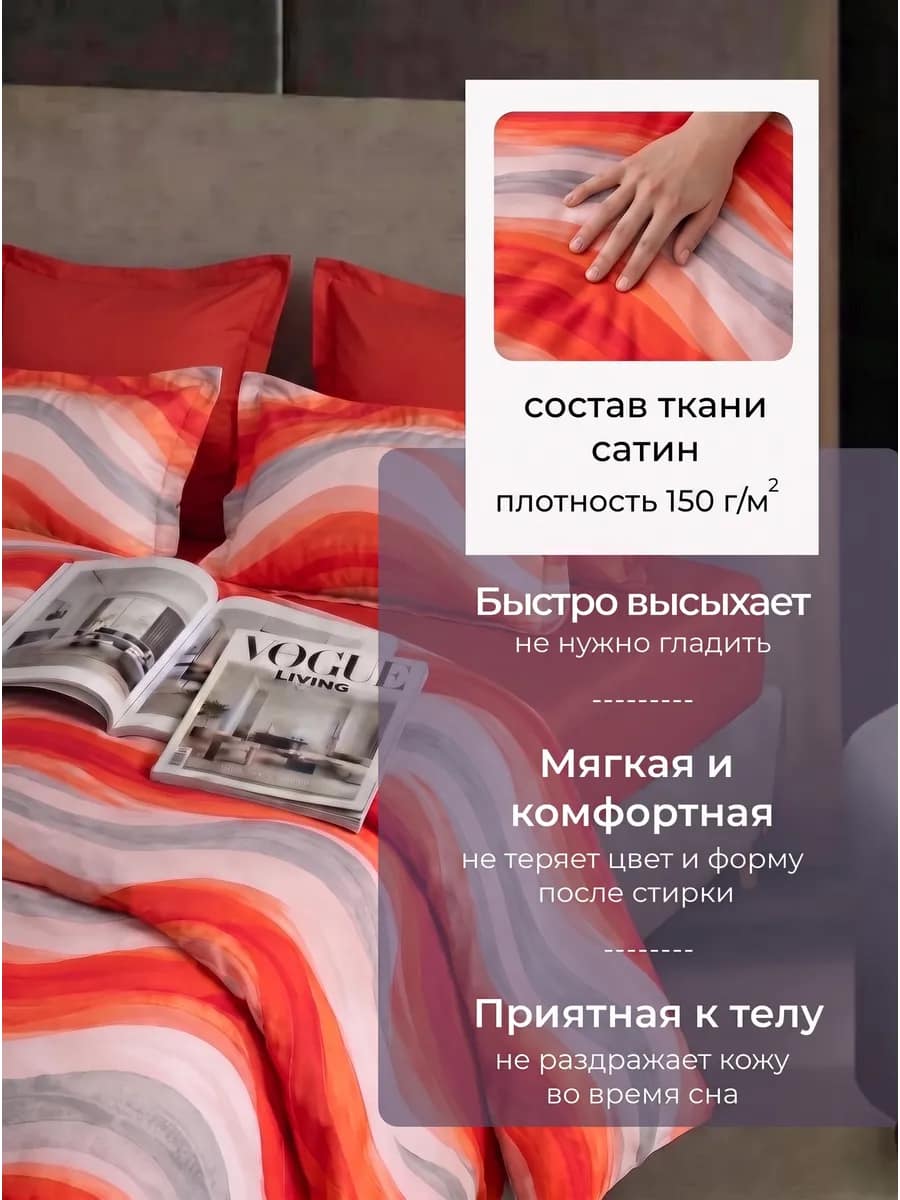 состав ткани
сатин
плотность 150 г/м²
Быстро высыхает
не нужно гладить
---------
Мягкая и
комфортная
не теряет цвет и форму
после стирки
--------
Приятная к телу
не раздражает кожу
во время сна
VOGUE
LIVING